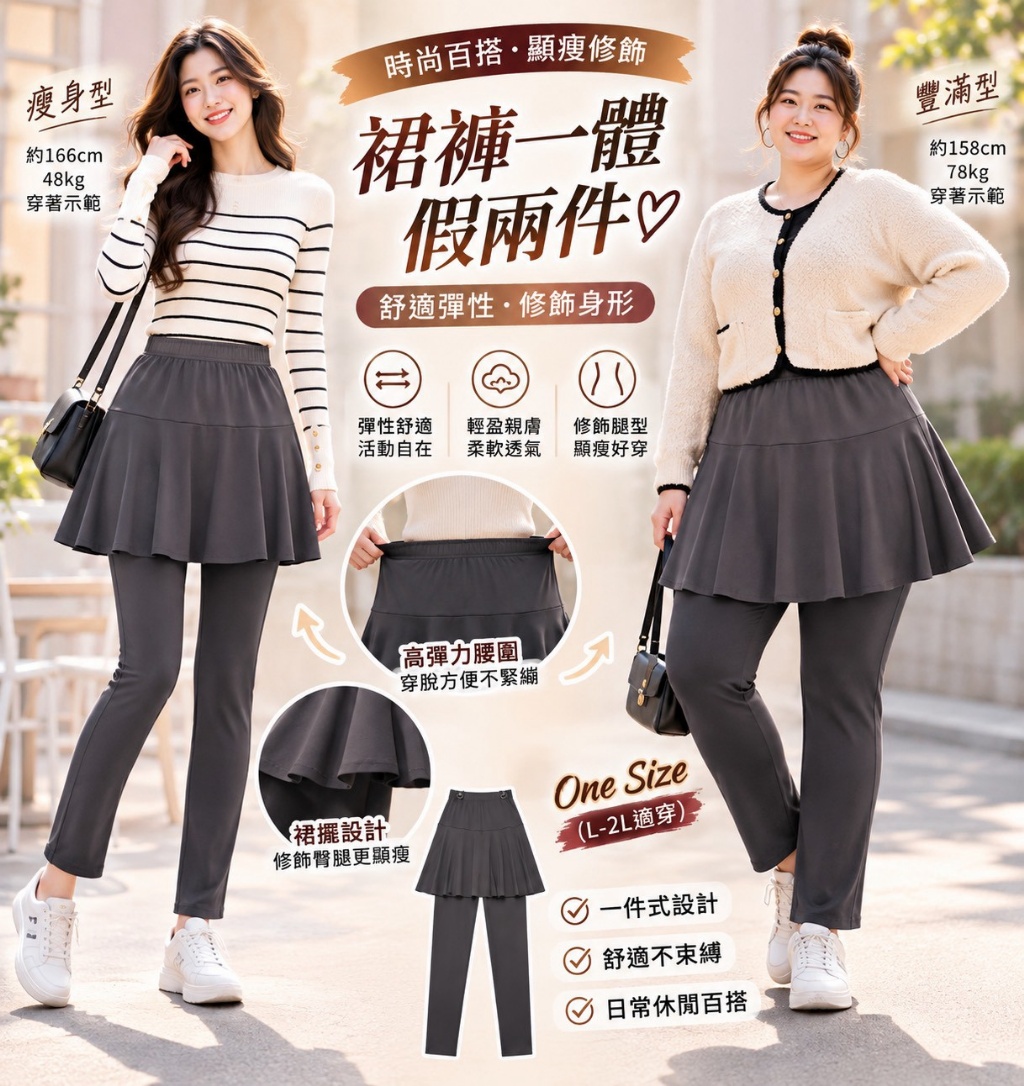 時尚百搭・顯瘦修飾
裙褲一體
假兩件
舒適彈性・修飾身形
瘦身型
約166cm
48kg
穿著示範
豐滿型
約158cm
78kg
穿著示範
彈性舒適
活動自在
輕盈親膚
柔軟透氣
修飾腿型
顯瘦好穿
高彈力腰圍
穿脫方便不緊繃
裙擺設計
修飾臀腿更顯瘦
One Size
(L-2L適穿)
一件式設計
舒適不束縛
日常休閒百搭